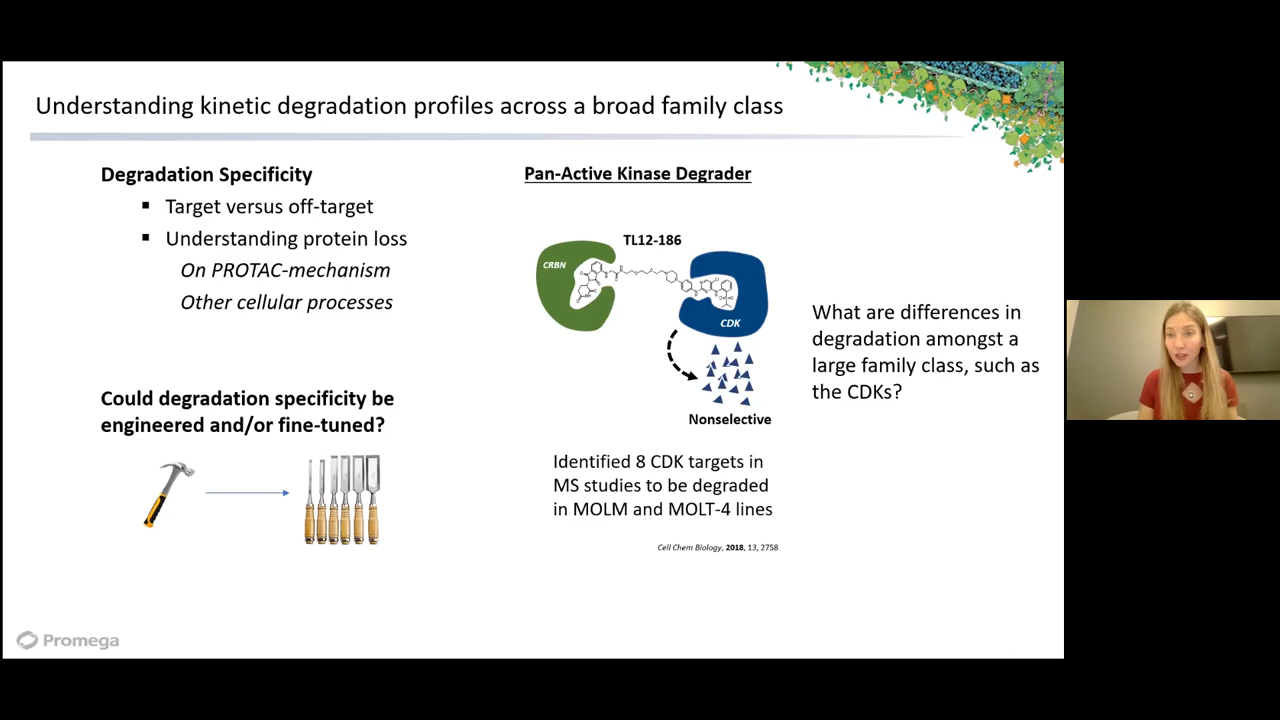 Understanding kinetic degradation profiles across a broad family class
Degradation Specificity
▪ Target versus off-target
▪ Understanding protein loss
On PROTAC-mechanism
Other cellular processes
Could degradation specificity be
engineered and/or fine-tuned?
Pan-Active Kinase Degrader
TL12-186
CRBN
CDK
Nonselective
Identified 8 CDK targets in
MS studies to be degraded
in MOLM and MOLT-4 lines
Cell Chem Biology, 2018, 13, 2758
What are differences in
degradation amongst a
large family class, such as
the CDKs?
Promega